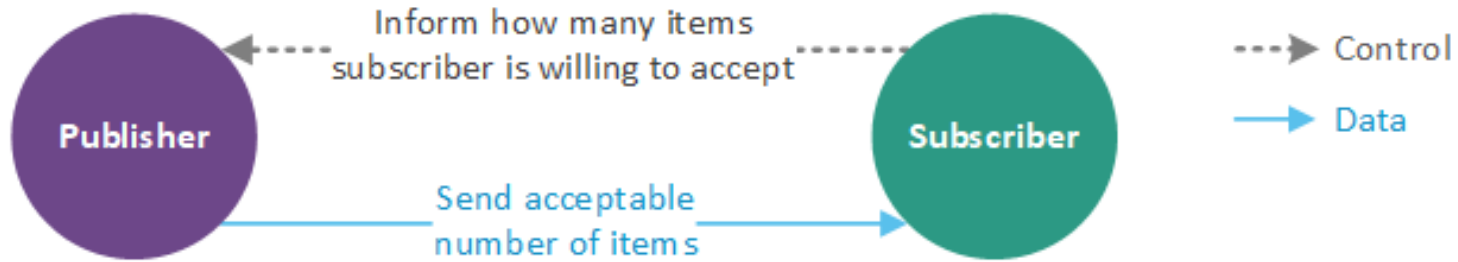 Inform how many items
subscriber is willing to accept
Control
Publisher
Subscriber
Data
Send acceptable
number of items